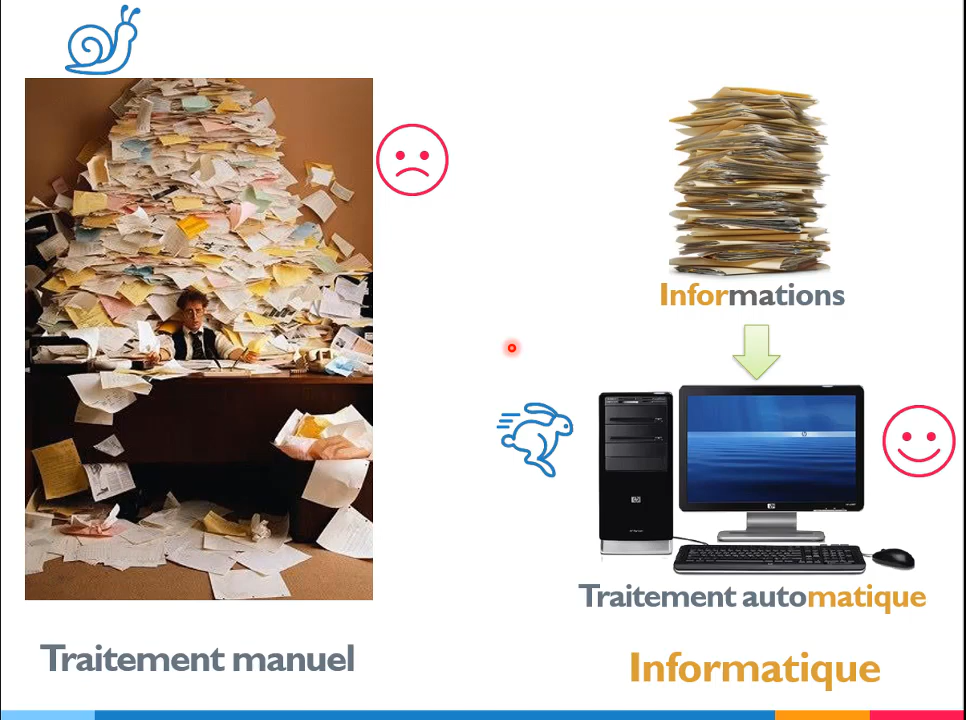 Informations
Traitement automatique
Traitement manuel
Informatique